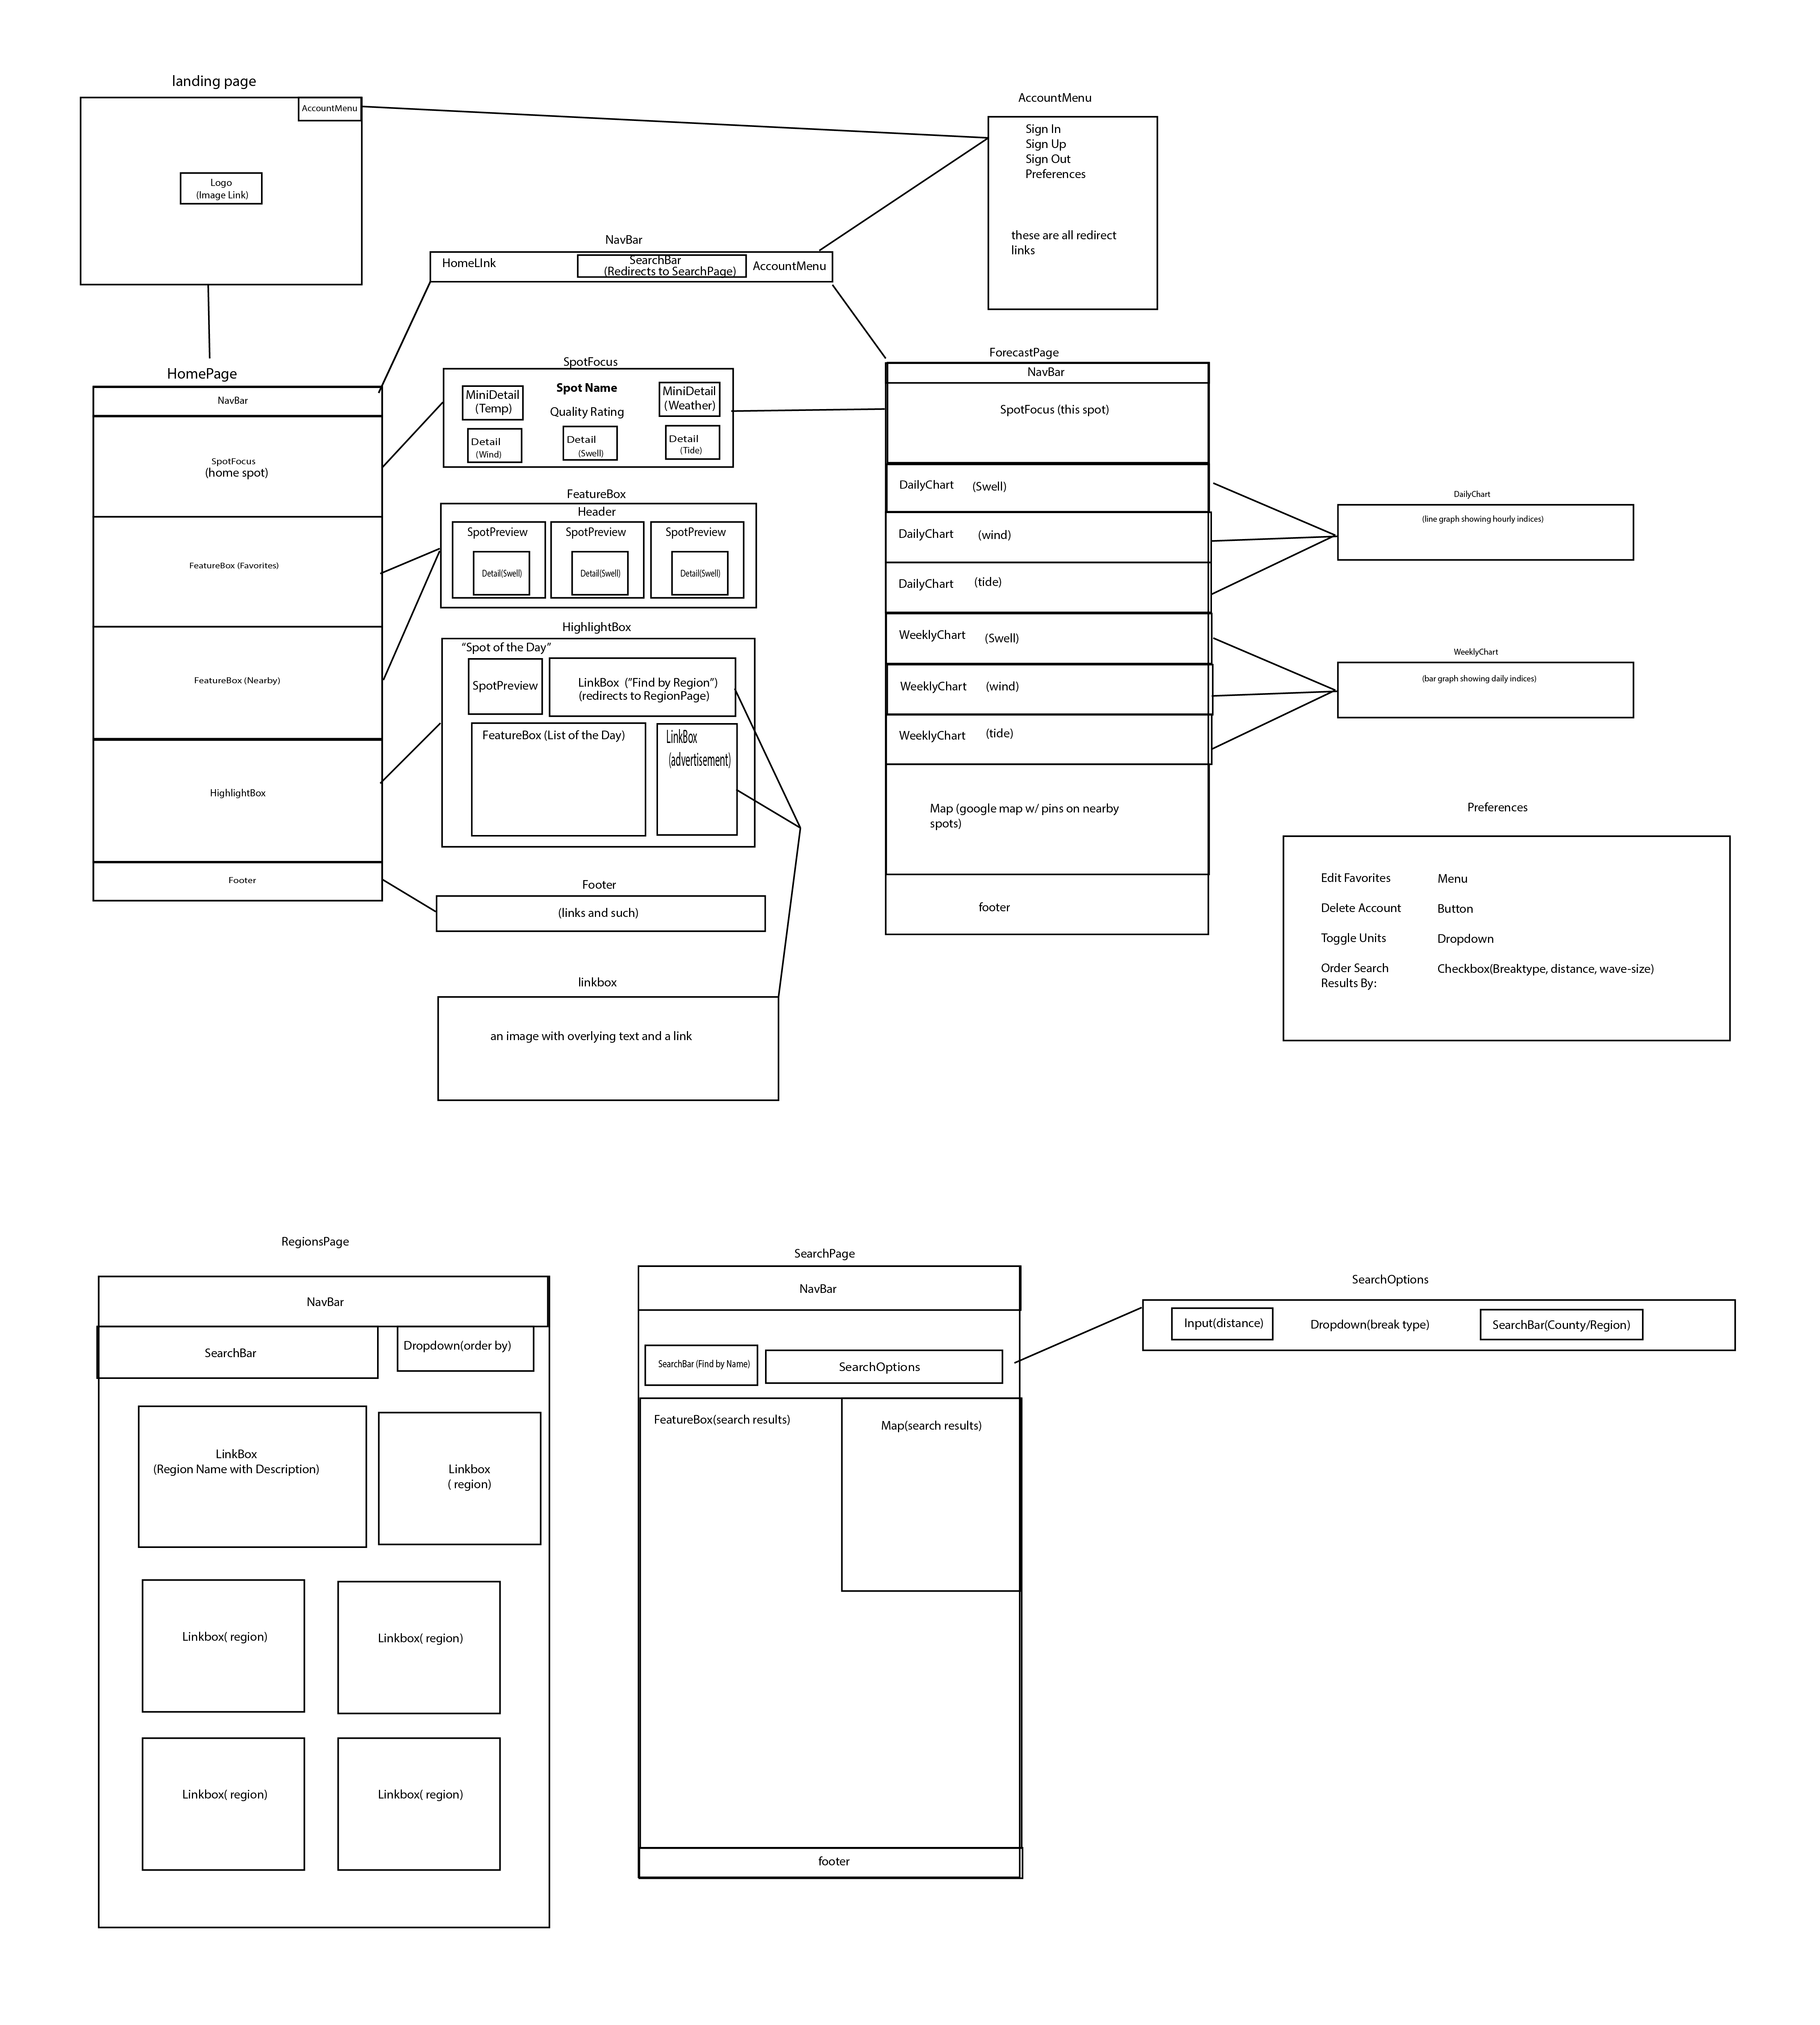 landing page
AccountMenu
Logo
(Image Link)
AccountMenu
Sign In
Sign Up
Sign Out
Preferences
these are all redirect
links
NavBar
HomeLInk
SearchBar
(Redirects to SearchPage)
AccountMenu
HomePage
NavBar
SpotFocus
(home spot)
FeatureBox (Favorites)
FeatureBox (Nearby)
HighlightBox
Footer
SpotFocus
MiniDetail
(Temp)
Spot Name
Quality Rating
MiniDetail
(Weather)
Detail
(Wind)
Detail
(Swell)
Detail
(Tide)
FeatureBox
Header
SpotPreview
Detail(Swell)
SpotPreview
Detail(Swell)
SpotPreview
Detail(Swell)
HighlightBox
“Spot of the Day”
SpotPreview
LinkBox (”Find by Region”)
(redirects to RegionPage)
FeatureBox (List of the Day)
LinkBox
(advertisement)
Footer
(links and such)
linkbox
an image with overlying text and a link
ForecastPage
NavBar
SpotFocus (this spot)
DailyChart (Swell)
DailyChart (wind)
DailyChart (tide)
WeeklyChart (Swell)
WeeklyChart (wind)
WeeklyChart (tide)
Map (google map w/ pins on nearby
spots)
footer
DailyChart
(line graph showing hourly indices)
WeeklyChart
(bar graph showing daily indices)
Preferences
Edit Favorites Menu
Delete Account Button
Toggle Units Dropdown
Order Search Checkbox(Breaktype, distance, wave-size)
Results By:
RegionsPage
NavBar
SearchBar
Dropdown(order by)
LinkBox
(Region Name with Description)
Linkbox
( region)
Linkbox( region)
Linkbox( region)
Linkbox( region)
Linkbox( region)
SearchPage
NavBar
SearchBar (Find by Name)
SearchOptions
FeatureBox(search results)
Map(search results)
footer
SearchOptions
Input(distance)
Dropdown(break type)
SearchBar(County/Region)